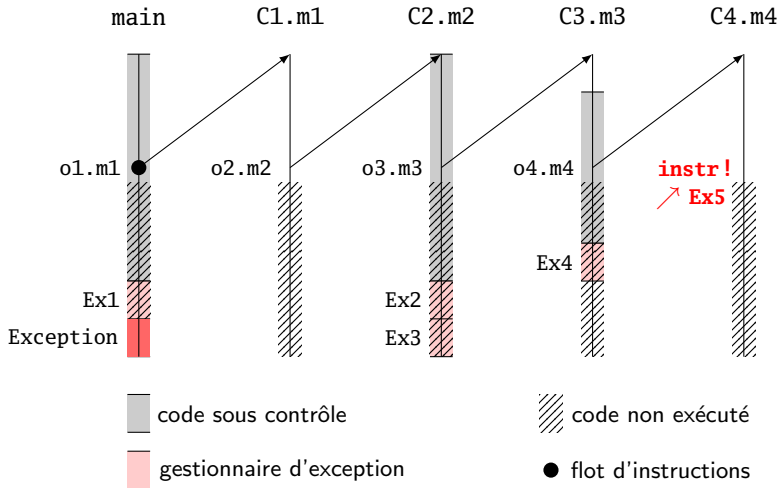 main C1.m1 C2.m2 C3.m3 C4.m4
o1.m1 o2.m2 o3.m3 o4.m4 instr !
↗ Ex5
Ex4
Ex1 Ex2
Exception Ex3
code sous contrôle code non exécuté
gestionnaire d'exception flot d'instructions